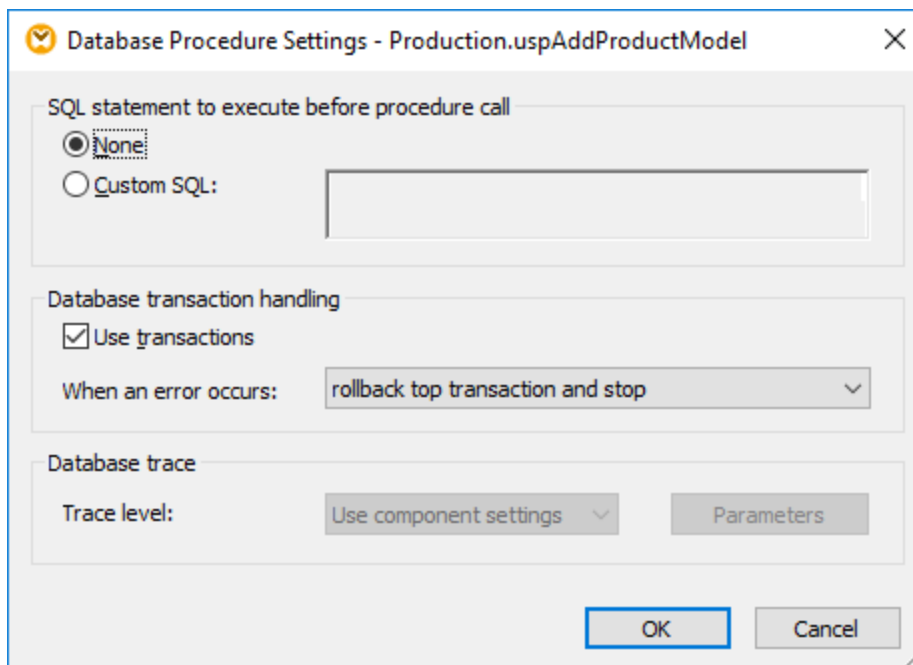 Database Procedure Settings - Production.uspAddProductModel
SQL statement to execute before procedure call
None
Custom SQL:
Database transaction handling
Use transactions
When an error occurs: rollback top transaction and stop
Database trace
Trace level: Use component settings Parameters
OK Cancel